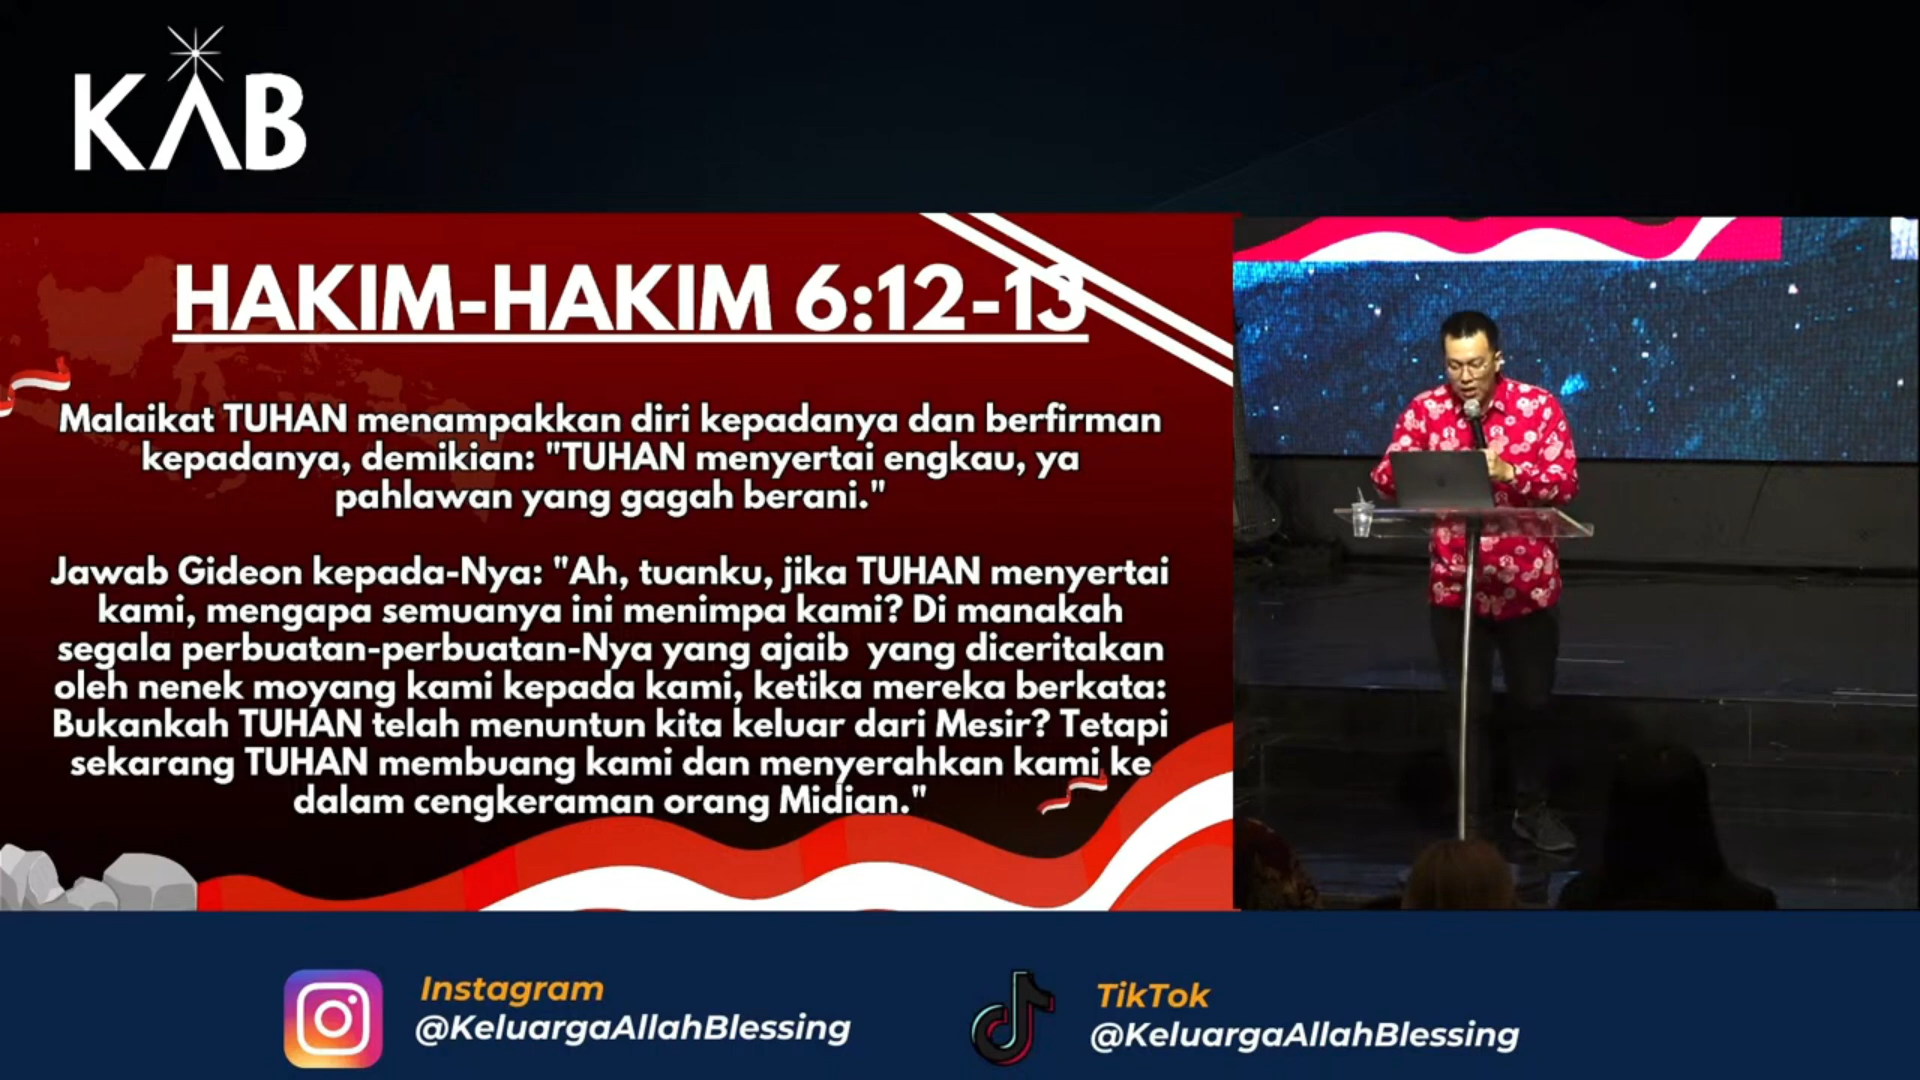 KAB
HAKIM-HAKIM 6:12-13
Malaikat TUHAN menampakkan diri kepadanya dan berfirman
kepadanya, demikian: "TUHAN menyertai engkau, ya
pahlawan yang gagah berani."
Jawab Gideon kepada-Nya: "Ah, tuanku, jika TUHAN menyertai
kami, mengapa semuanya ini menimpa kami? Di manakah
segala perbuatan-perbuatan-Nya yang ajaib yang diceritakan
oleh nenek moyang kami kepada kami, ketika mereka berkata:
Bukankah TUHAN telah menuntun kita keluar dari Mesir? Tetapi
sekarang TUHAN membuang kami dan menyerahkan kami ke
dalam cengkeraman orang Midian."
Instagram
@KeluargaAllahBlessing
TikTok
@KeluargaAllahBlessing